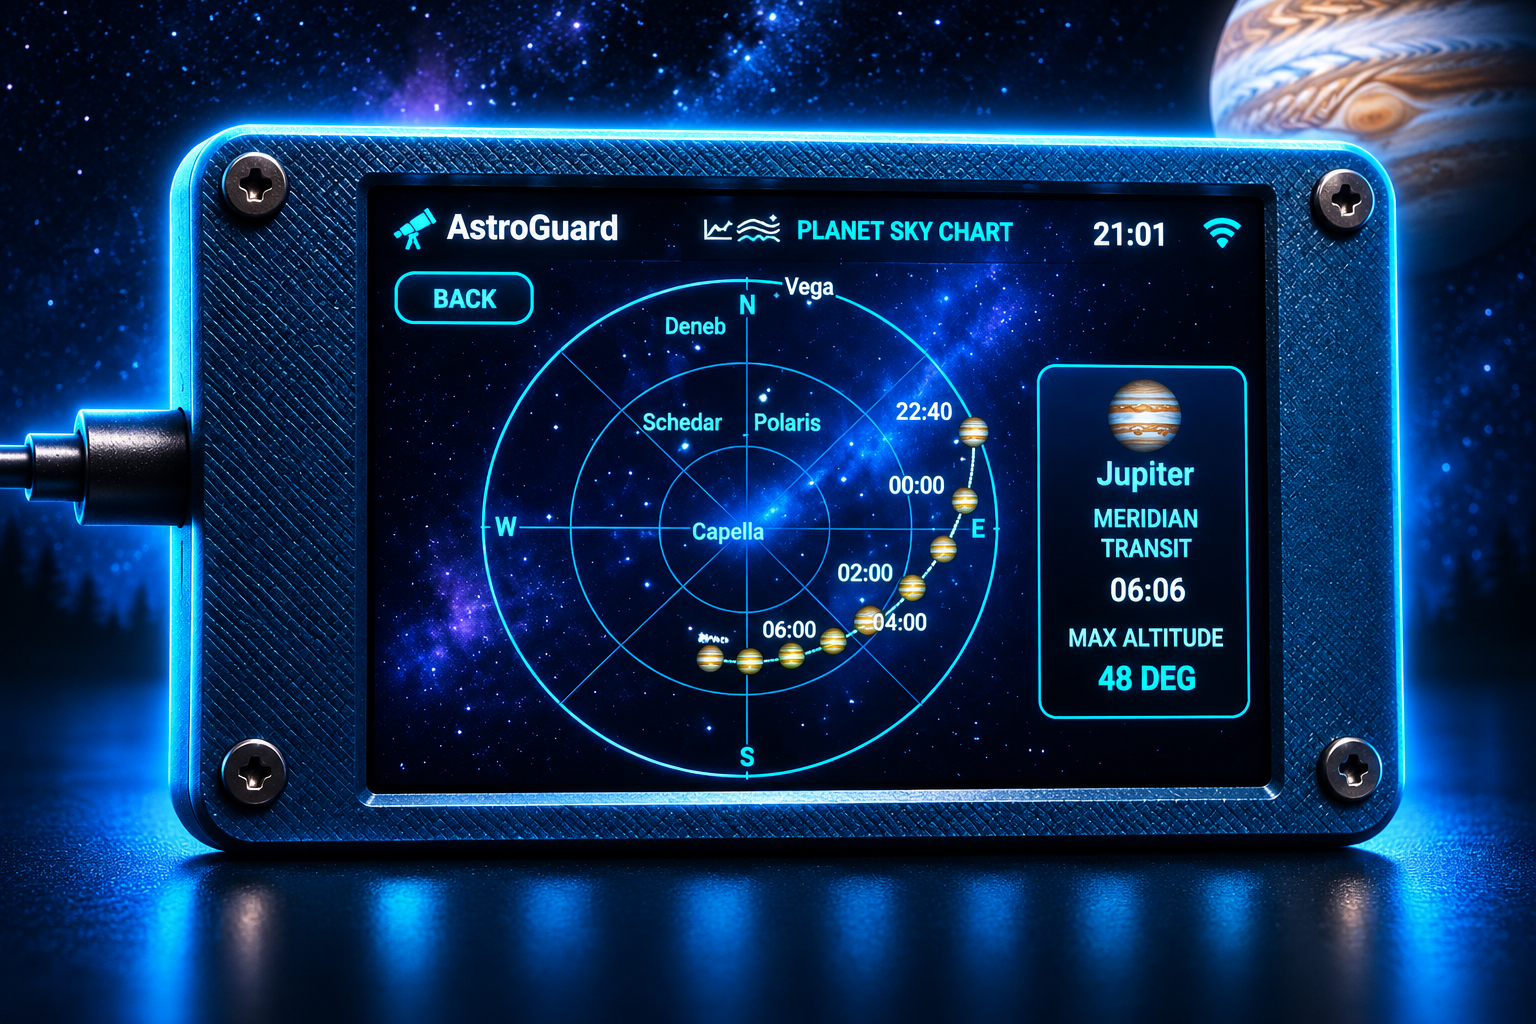 AstroGuard
PLANET SKY CHART
21:01
BACK
Vega
N
Deneb
22:40
Schedar
Polaris
00:00
W
Capella
E
02:00
04:00
06:00
S
Jupiter
MERIDIAN
TRANSIT
06:06
MAX ALTITUDE
48 DEG